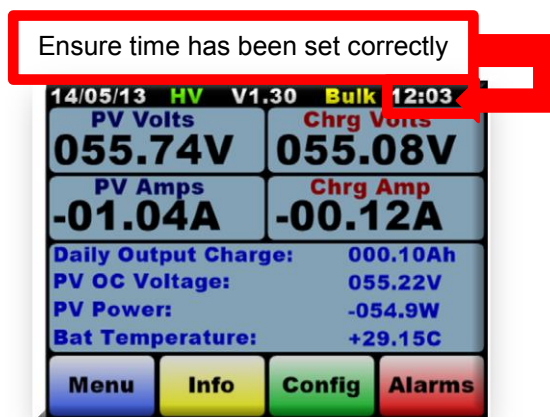 Ensure time has been set correctly
14/05/13 HV V1.30 Bulk 12:03
PV Volts Chrg Volts
055.74V 055.08V
PV Amps Chrg Amp
-01.04A -00.12A
Daily Output Charge: 000.10Ah
PV OC Voltage: 055.22V
PV Power: -054.9W
Bat Temperature: +29.15C
Menu Info Config Alarms